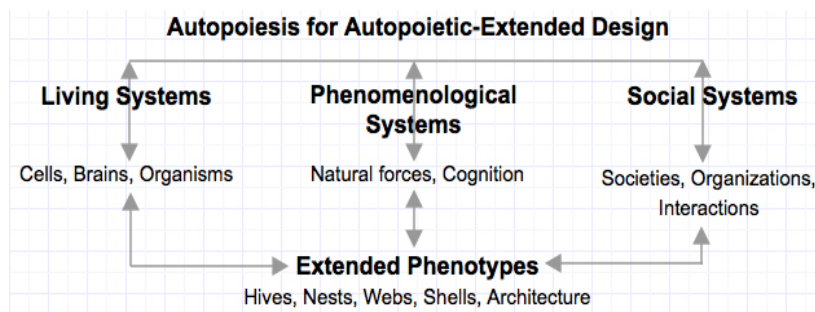 Autopoiesis for Autopoietic-Extended Design
Living Systems
Phenomenological
Systems
Social Systems
Cells, Brains, Organisms
Natural forces, Cognition
Societies, Organizations,
Interactions
Extended Phenotypes
Hives, Nests, Webs, Shells, Architecture